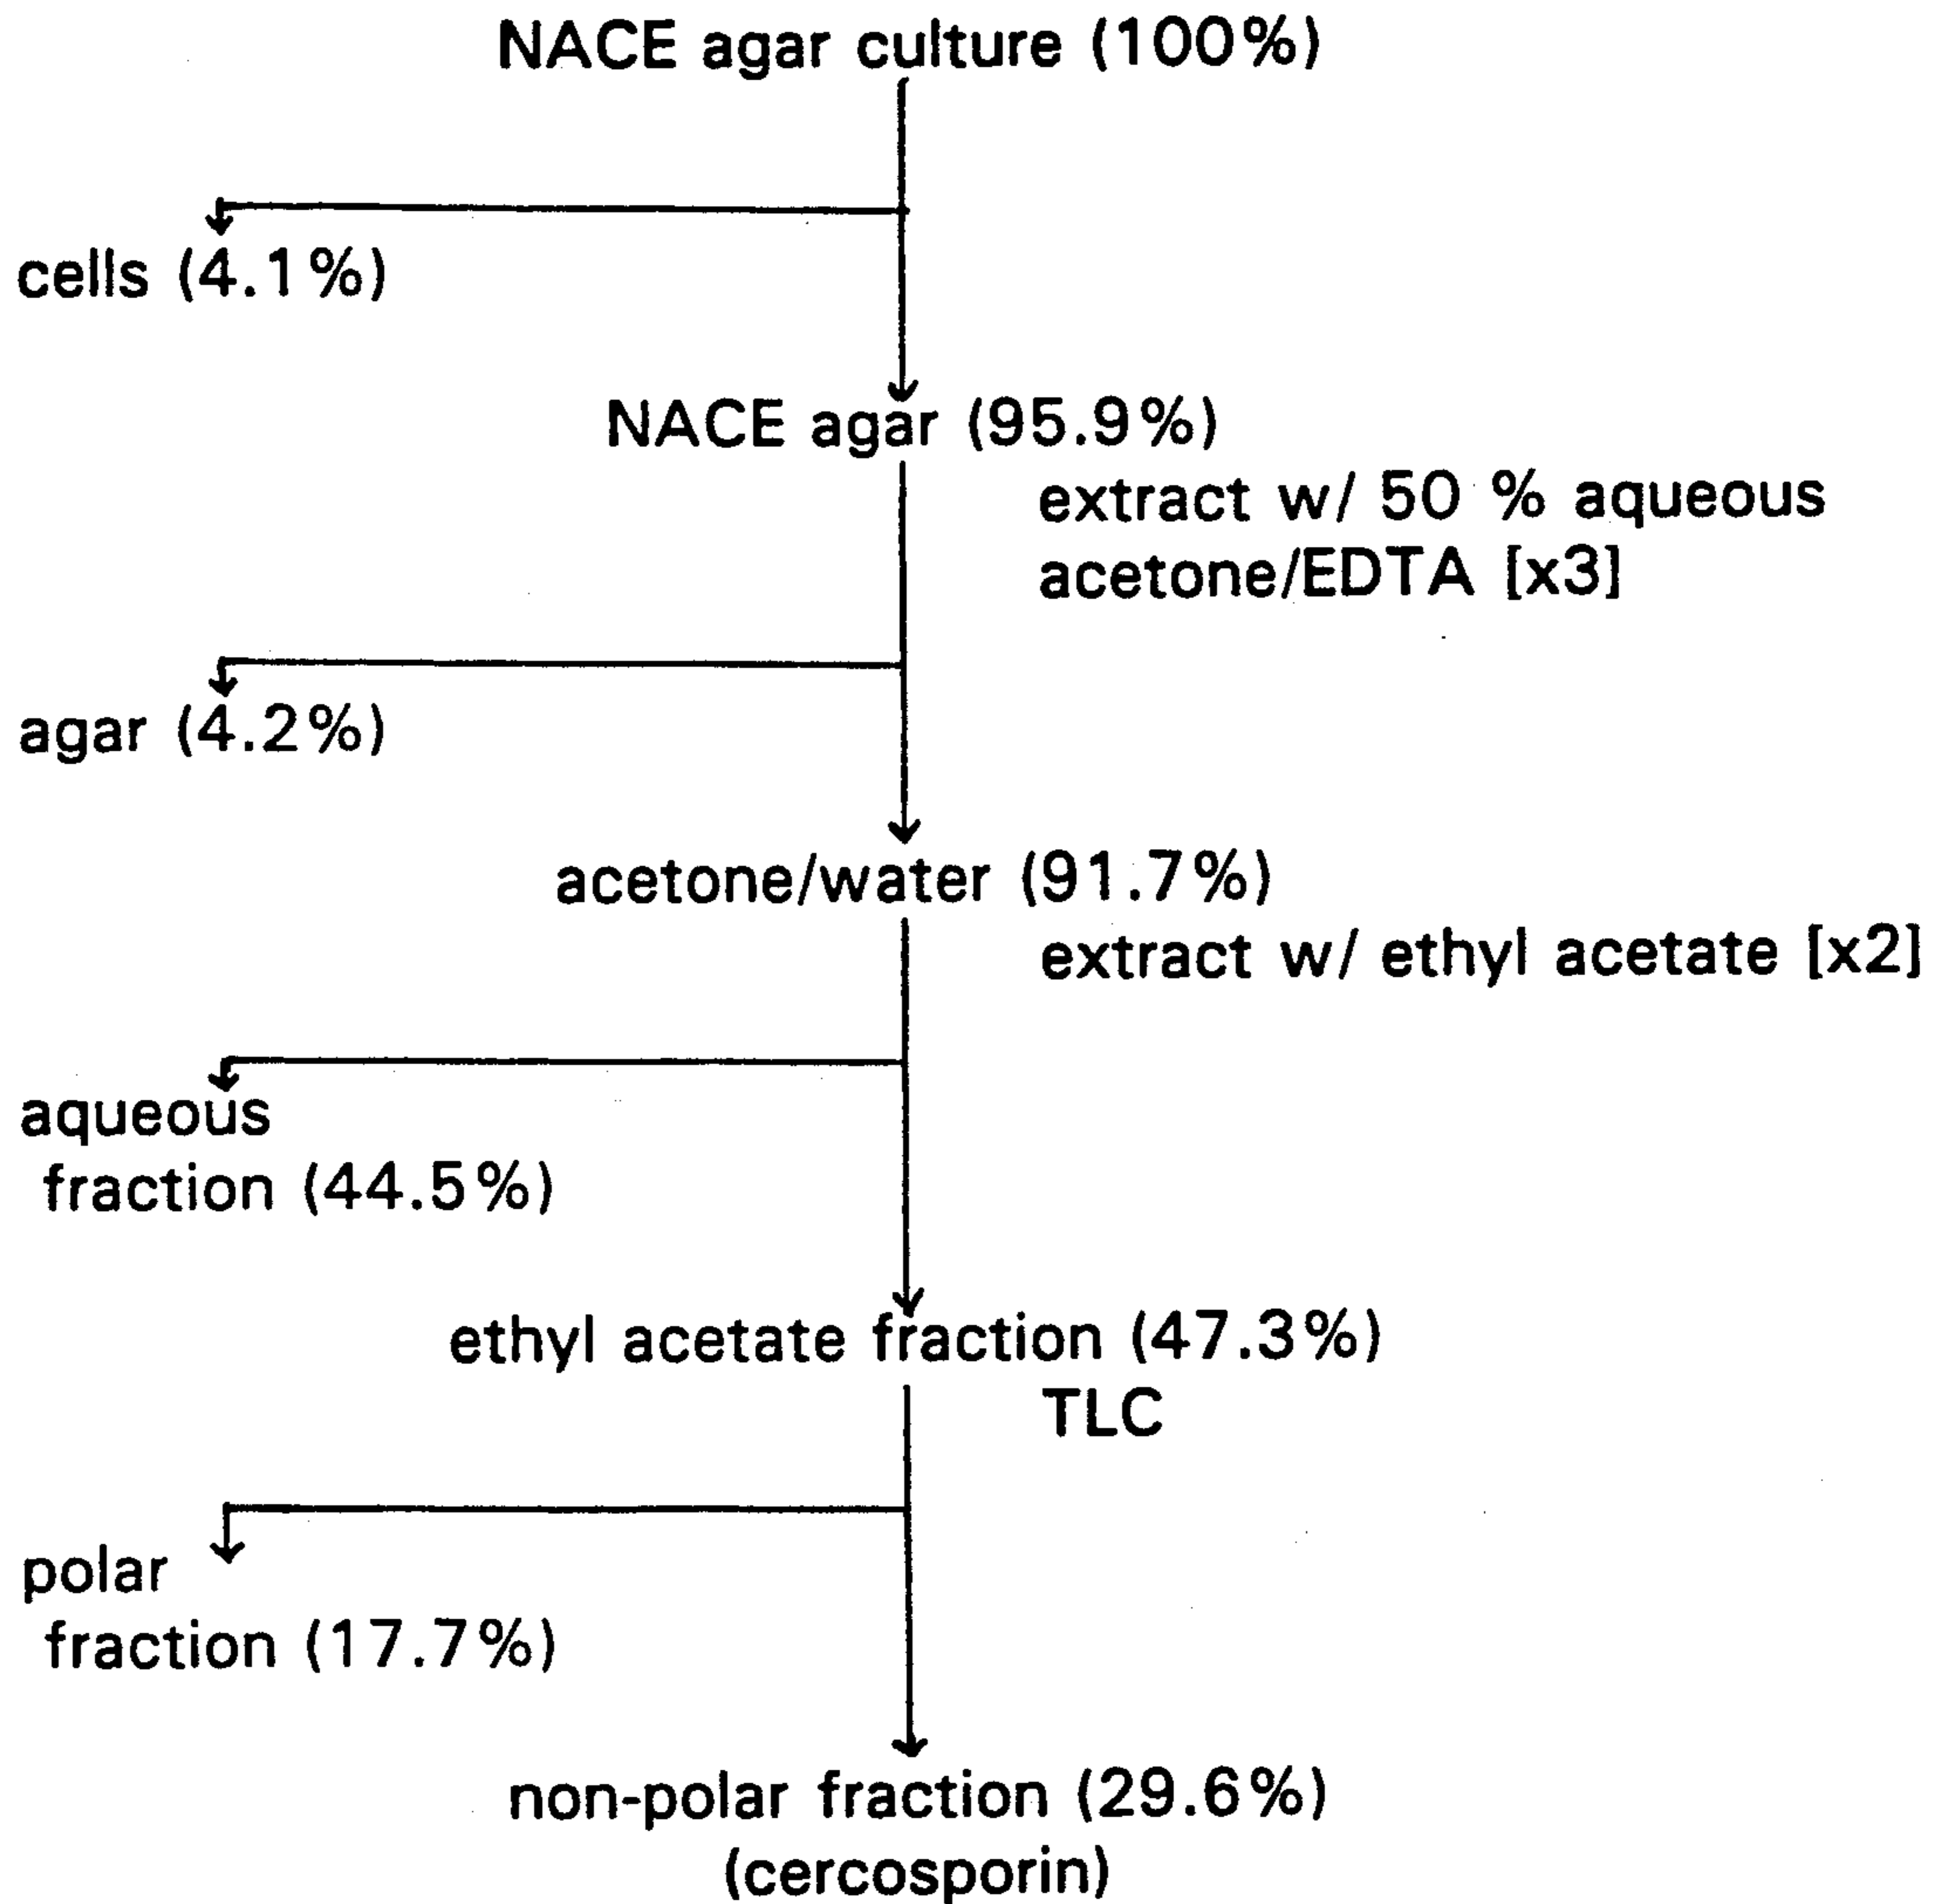 NACE agar culture (100%)
cells (4.1%)
NACE agar (95.9%)
extract w/ 50 % aqueous
acetone/EDTA [x3]
agar (4.2%)
acetone/water (91.7%)
extract w/ ethyl acetate [x2]
aqueous
fraction (44.5%)
ethyl acetate fraction (47.3%)
TLC
polar
fraction (17.7%)
non-polar fraction (29.6%)
(cercosporin)